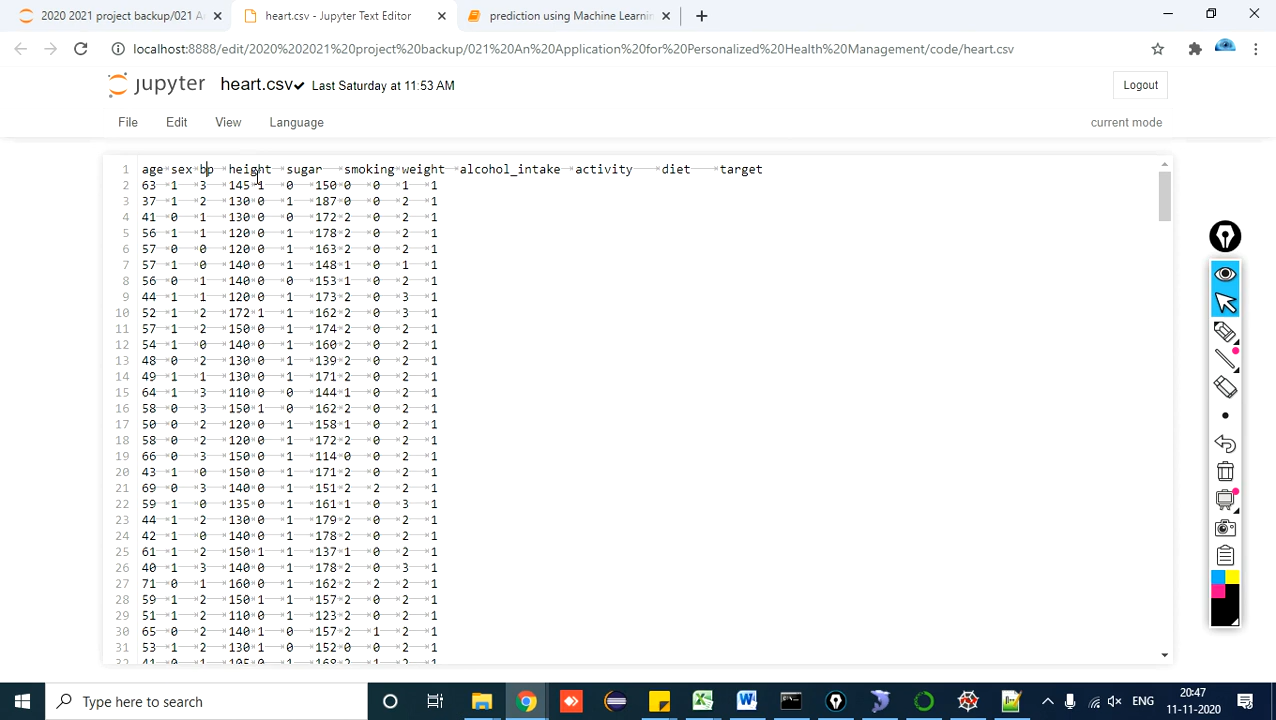 2020 2021 project backup/021 A
heart.csv - Jupyter Text Editor
prediction using Machine Learnin
localhost:8888/edit/2020%202021%20project%20backup/021%20An%20Application%20for%20Personalized%20Health%20Management/code/heart.csv
jupyter heart.csv Last Saturday at 11:53 AM Logout
File Edit View Language current mode
1 age sex bp height sugar smoking weight alcohol_intake activity diet target
2 63 1 3 145 1 0 150 0 0 1 1
3 37 1 2 130 0 1 187 0 0 2 1
4 41 0 1 130 0 0 172 2 0 2 1
5 56 1 1 120 0 1 178 2 0 2 1
6 57 0 0 120 0 1 163 2 0 2 1
7 57 1 0 140 0 1 148 1 0 1 1
8 56 0 1 140 0 0 153 1 0 2 1
9 44 1 1 120 0 1 173 2 0 3 1
10 52 1 2 172 1 1 162 2 0 3 1
11 57 1 2 150 0 1 174 2 0 2 1
12 54 1 0 140 0 1 160 2 0 2 1
13 48 0 2 130 0 1 139 2 0 2 1
14 49 1 1 130 0 1 171 2 0 2 1
15 64 1 3 110 0 0 144 1 0 2 1
16 58 0 3 150 1 0 162 2 0 2 1
17 50 0 2 120 0 1 158 1 0 2 1
18 58 0 2 120 0 1 172 2 0 2 1
19 66 0 3 150 0 1 114 0 0 2 1
20 43 1 0 150 0 1 171 2 0 2 1
21 69 0 3 140 0 1 151 2 2 2 1
22 59 1 0 135 0 1 161 1 0 3 1
23 44 1 2 130 0 1 179 2 0 2 1
24 42 1 0 140 0 1 178 2 0 2 1
25 61 1 2 150 1 1 137 1 0 2 1
26 40 1 3 140 0 1 178 2 0 3 1
27 71 0 1 160 0 1 162 2 2 2 1
28 59 1 2 150 1 1 157 2 0 2 1
29 51 1 2 110 0 1 123 2 0 2 1
30 65 0 2 140 1 0 157 2 1 2 1
31 53 1 2 130 1 0 152 0 0 2 1
32 41 0 1 105 0 1 168 2 1 2 1
Type here to search
ENG
20:47
11-11-2020